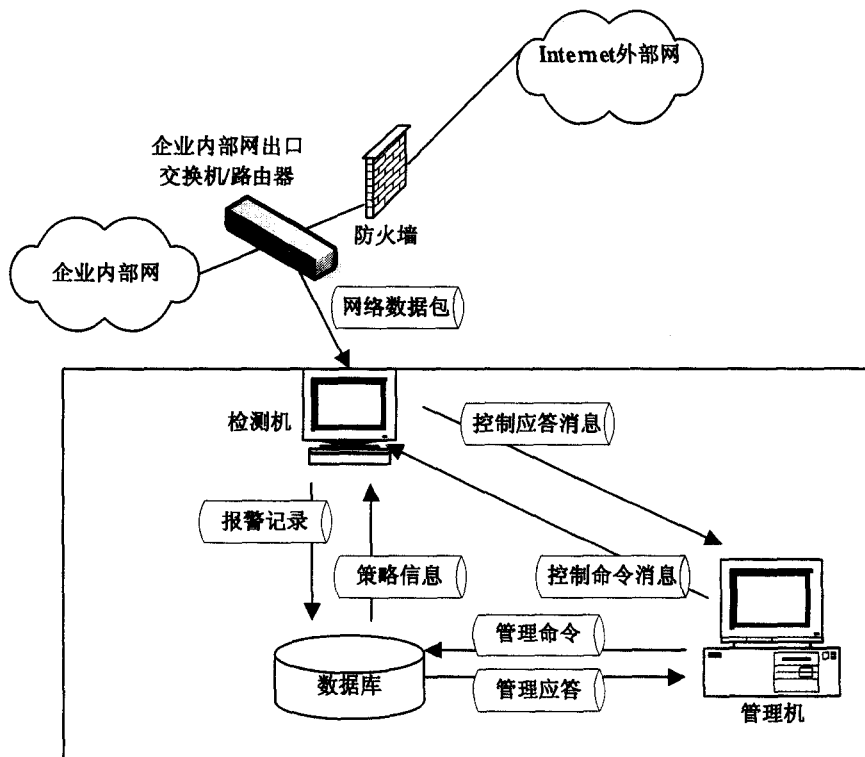 Internet外部网
企业内部网出口
交换机/路由器
防火墙
企业内部网
网络数据包
检测机
控制应答消息
报警记录
策略信息
控制命令消息
管理命令
数据库
管理应答
管理机